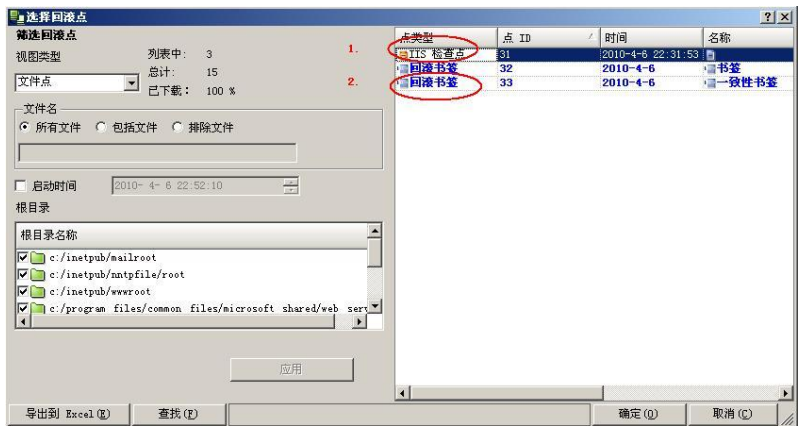 选择回滚点
筛选回滚点
视图类型
列表中: 3
总计: 15
已下载: 100 %
文件点
文件名
所有文件 包括文件 排除文件
启动时间 2010- 4- 6 22:52:10
根目录
根目录名称
c:/inetpub/mailroot
c:/inetpub/nntpfile/root
c:/inetpub/wwwroot
c:/program files/common files/microsoft shared/web serv
应用
1.
2.
点类型 点 ID 时间 名称
IIS 检查点 31 2010-4-6 22:31:53
回滚书签 32 2010-4-6 书签
回滚书签 33 2010-4-6 一致性书签
导出到 Excel(E) 查找(F) 确定(O) 取消(C)